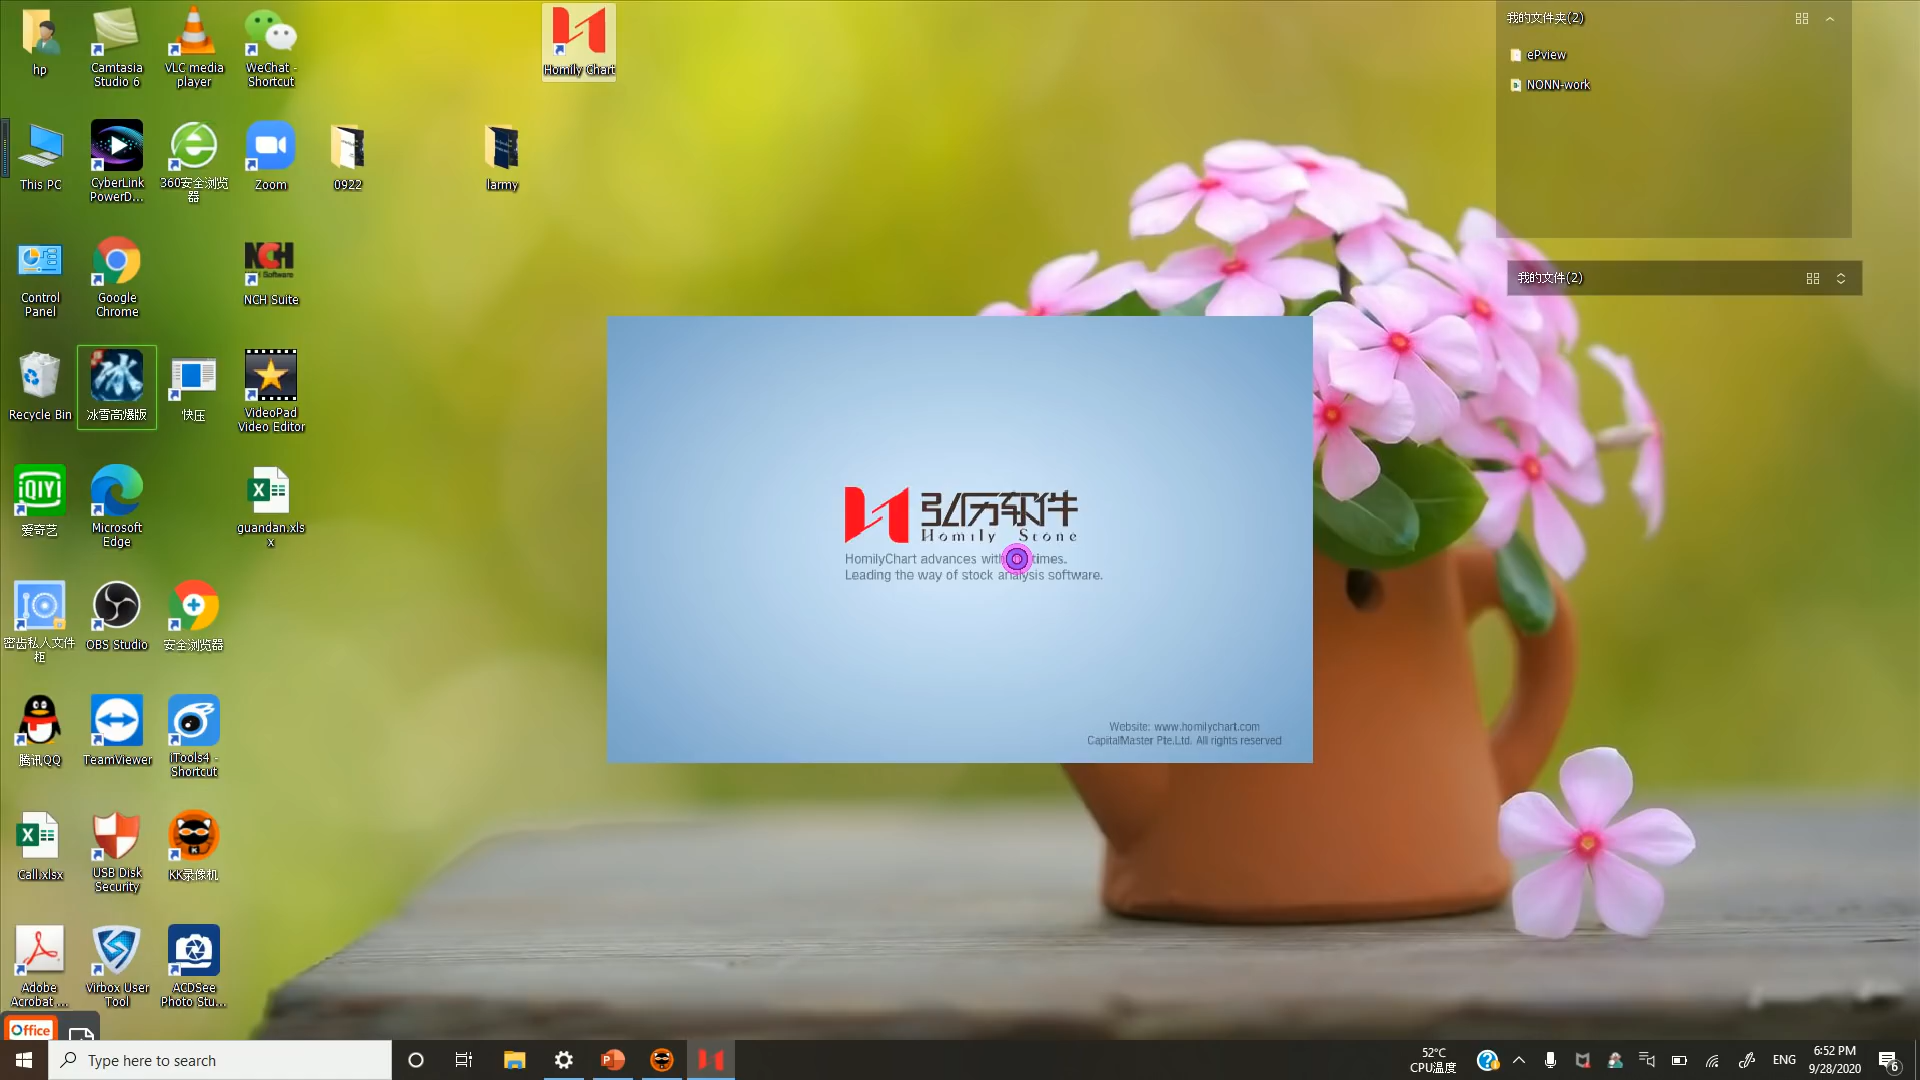 hp
Camtasia
Studio 6
VLC media
player
WeChat -
Shortcut
Homily Chart
This PC
CyberLink
PowerD...
360安全浏览
器
Zoom
0922
larmy
Control
Panel
Google
Chrome
NCH
NCH Suite
Recycle Bin
冰雪高爆版
快压
VideoPad
Video Editor
iQIYI
爱奇艺
Microsoft
Edge
guandan.xls
x
密齿私人文件
柜
OBS Studio
安全浏览器
腾讯QQ
TeamViewer
iTools4 -
Shortcut
Call.xlsx
USB Disk
Security
KK录像机
Adobe
Acrobat ...
Virbox User
Tool
ACDSee
Photo Stu...
Office
我的文件夹(2)
ePview
NONN-work
我的文件(2)
弘历软件
Homily Stone
HomilyChart advances with times.
Leading the way of stock analysis software.
Website: www.homilychart.com
CapitalMaster Pte.Ltd. All rights reserved
Type here to search
52°C
CPU温度
ENG
6:52 PM
9/28/2020
6